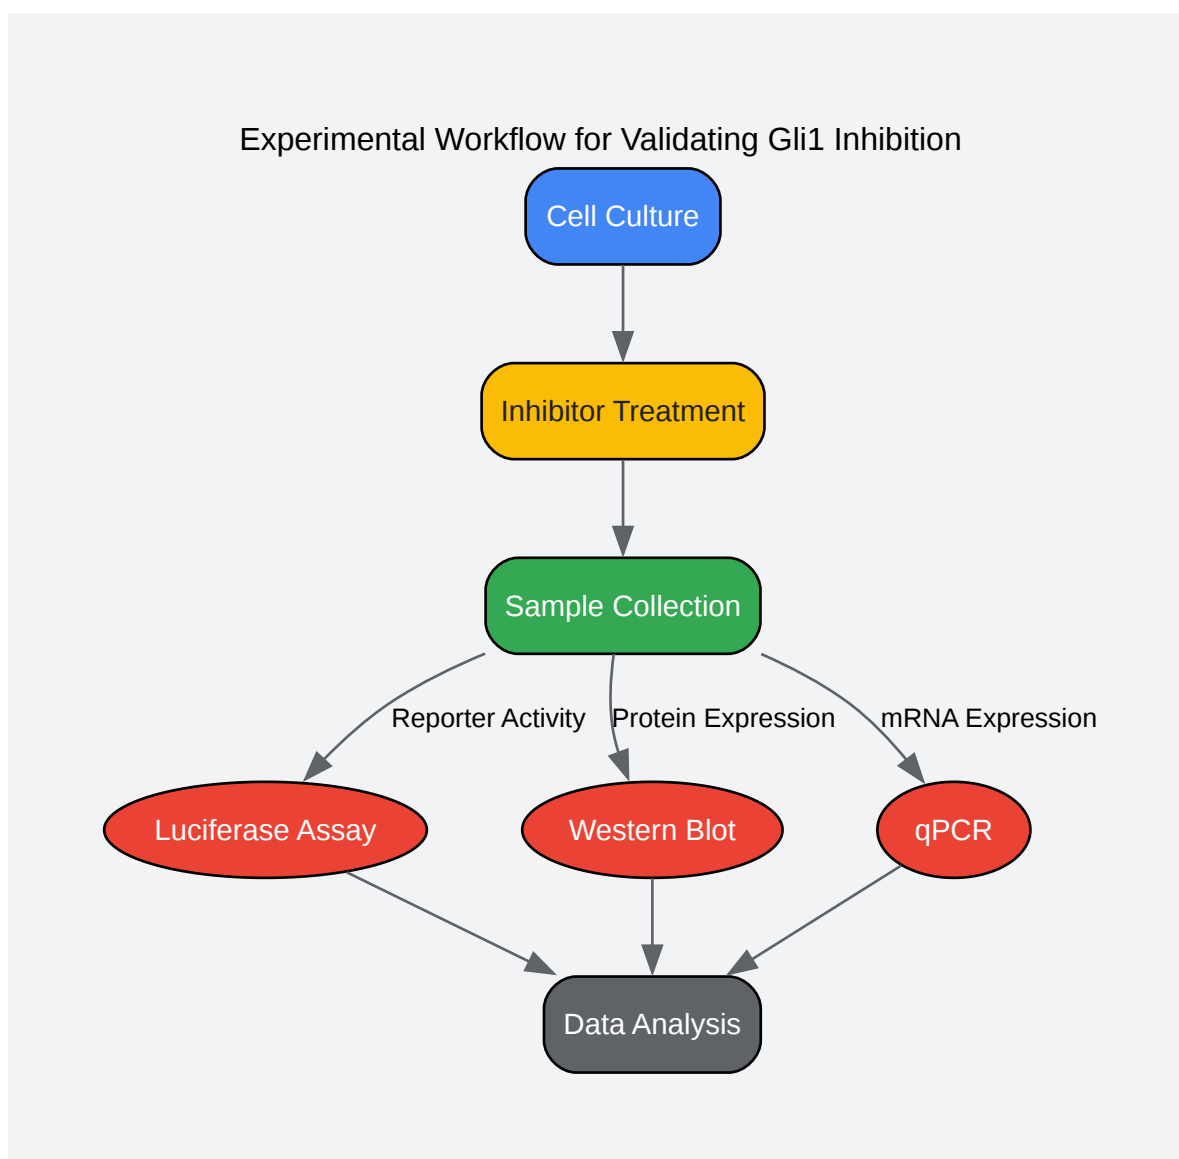 Experimental Workflow for Validating Gli1 Inhibition
Cell Culture
Inhibitor Treatment
Sample Collection
Reporter Activity
Protein Expression
mRNA Expression
Luciferase Assay
Western Blot
qPCR
Data Analysis